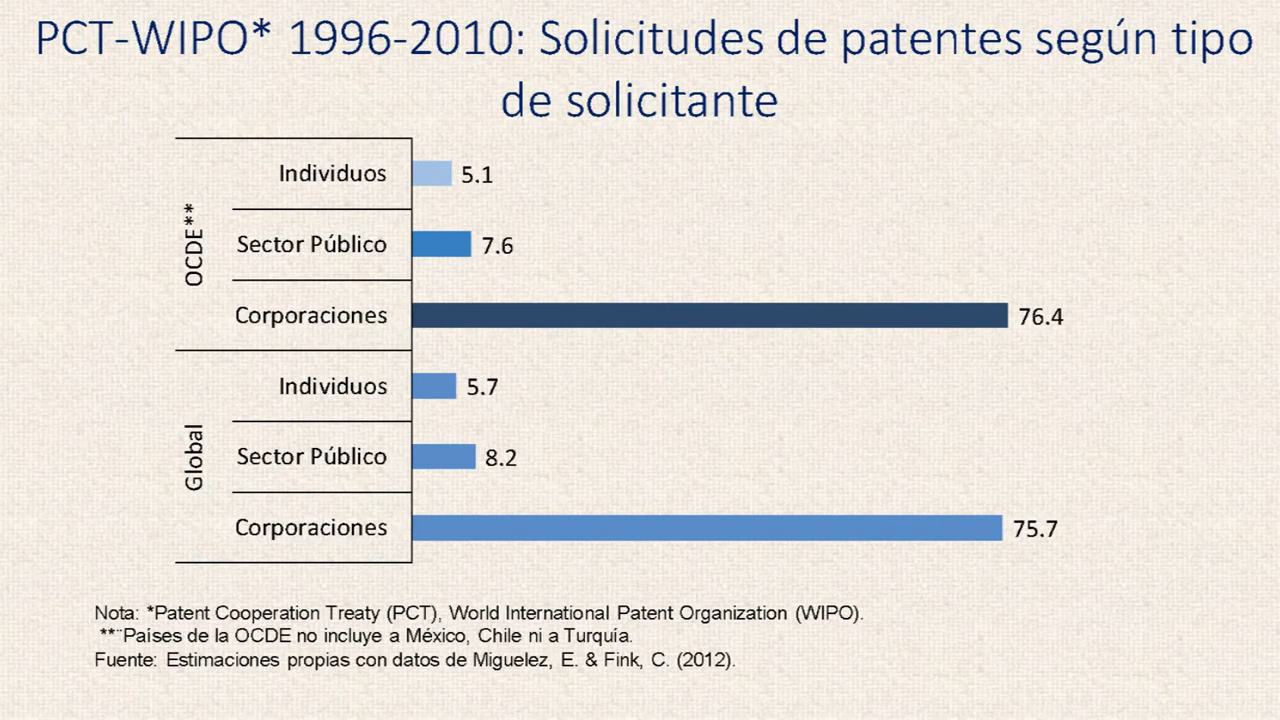 PCT-WIPO* 1996-2010: Solicitudes de patentes según tipo
de solicitante
OCDE**
Individuos 5.1
Sector Público 7.6
Corporaciones 76.4
Global
Individuos 5.7
Sector Público 8.2
Corporaciones 75.7
Nota: *Patent Cooperation Treaty (PCT), World International Patent Organization (WIPO).
**¨Países de la OCDE no incluye a México, Chile ni a Turquía.
Fuente: Estimaciones propias con datos de Miguelez, E. & Fink, C. (2012).